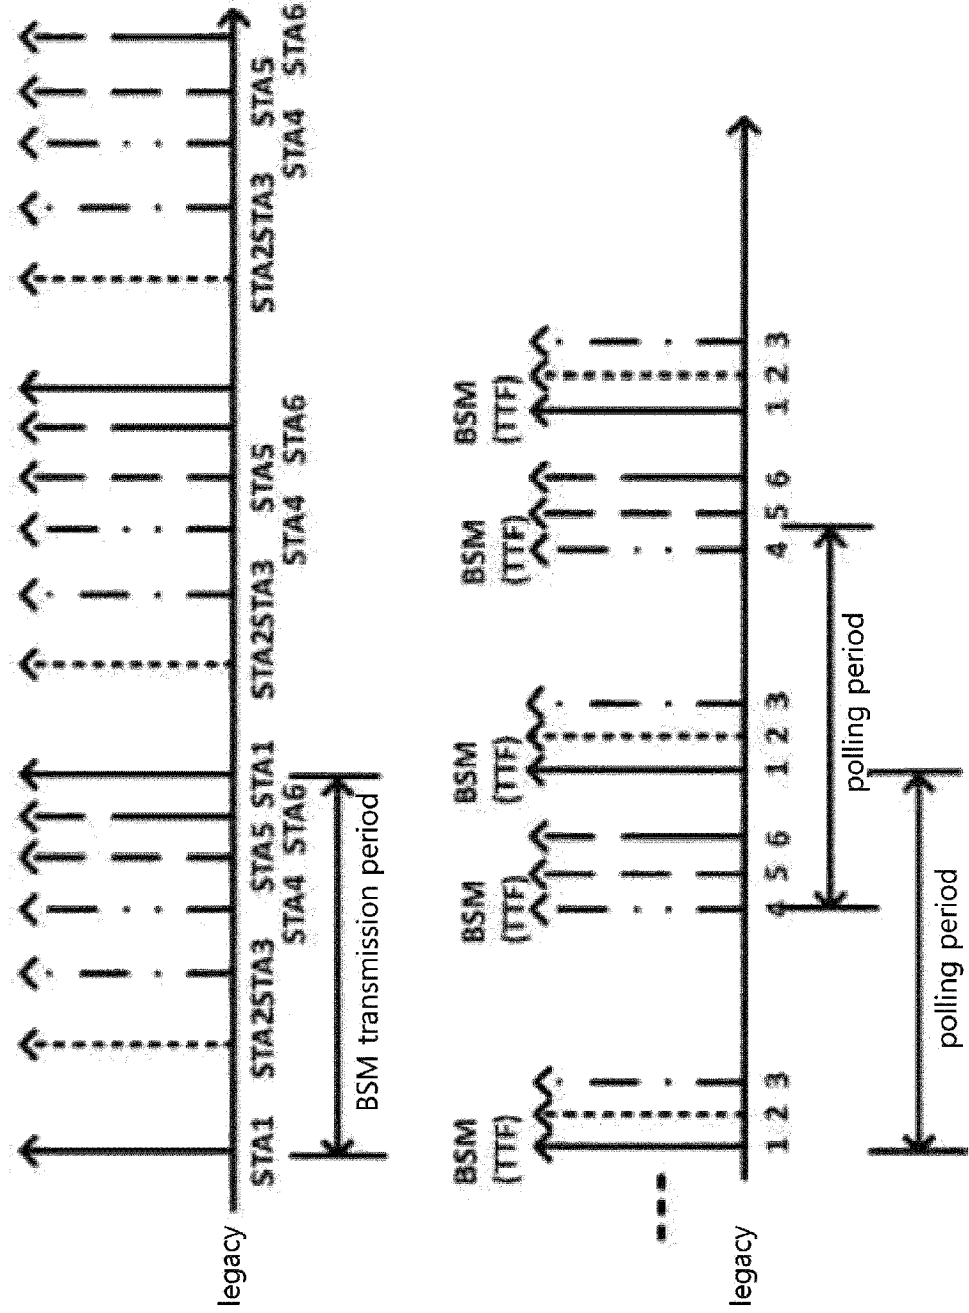 legacy
STA1 STA2STA3 STA5 STA1 STA2STA3 STA5 STA2STA3 STA5
STA4 STA6 STA4 STA6 STA4 STA6
BSM transmission period
BSM
(TTF)
BSM
(TTF)
BSM
(TTF)
BSM
(TTF)
BSM
(TTF)
legacy
1 2 3 4 5 6 1 2 3 4 5 6 1 2 3
polling period
polling period